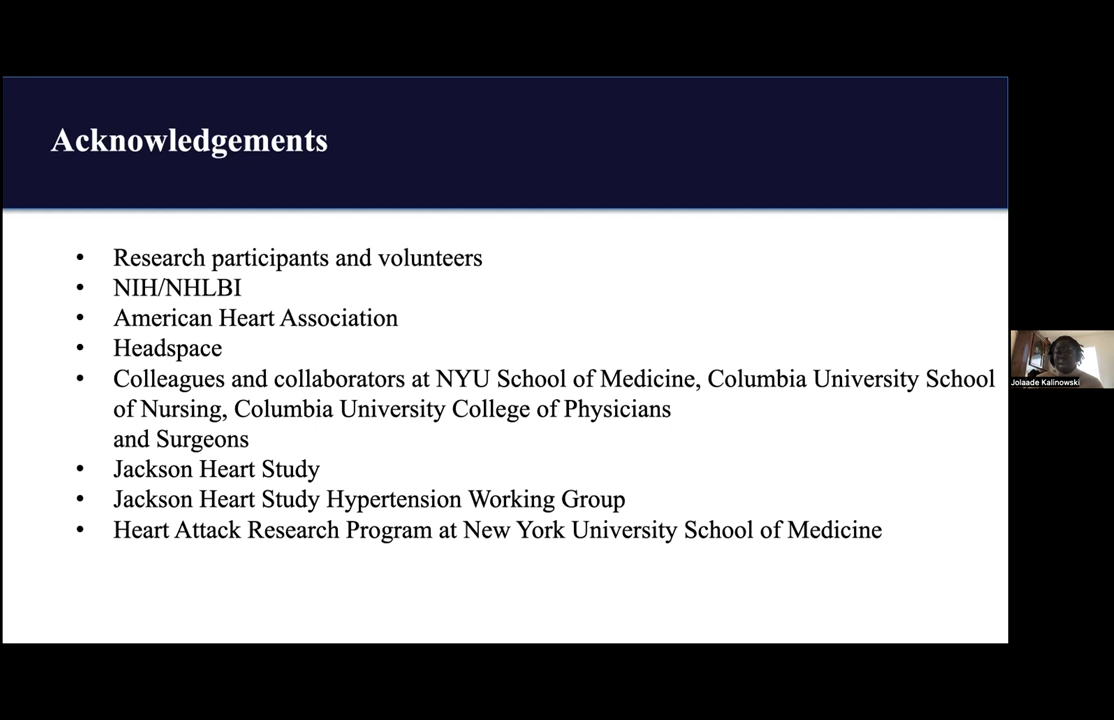 Acknowledgements
• Research participants and volunteers
• NIH/NHLBI
• American Heart Association
• Headspace
• Colleagues and collaborators at NYU School of Medicine, Columbia University School
of Nursing, Columbia University College of Physicians
and Surgeons
• Jackson Heart Study
• Jackson Heart Study Hypertension Working Group
• Heart Attack Research Program at New York University School of Medicine
Jolaade Kalinowski